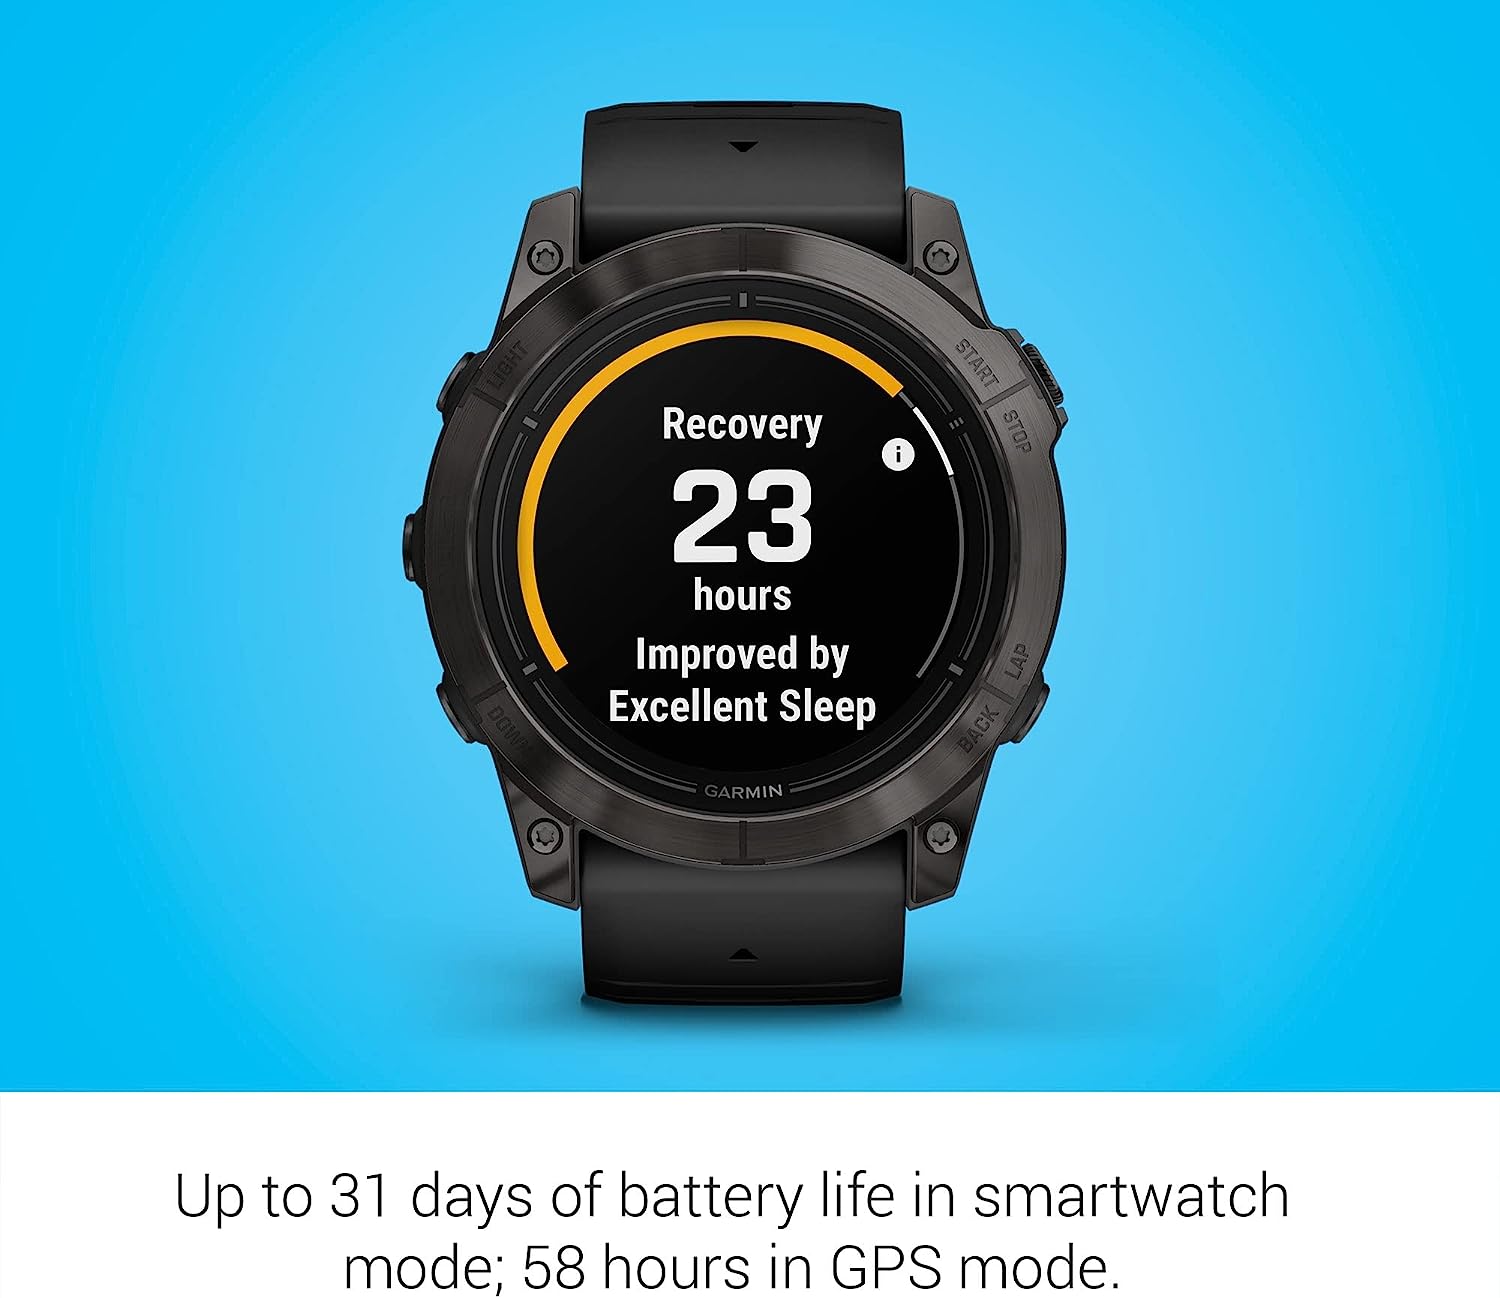 LIGHT
START
STOP
Recovery
i
23
hours
Improved by
Excellent Sleep
LAP
BACK
DOWN
GARMIN
Up to 31 days of battery life in smartwatch
mode; 58 hours in GPS mode.